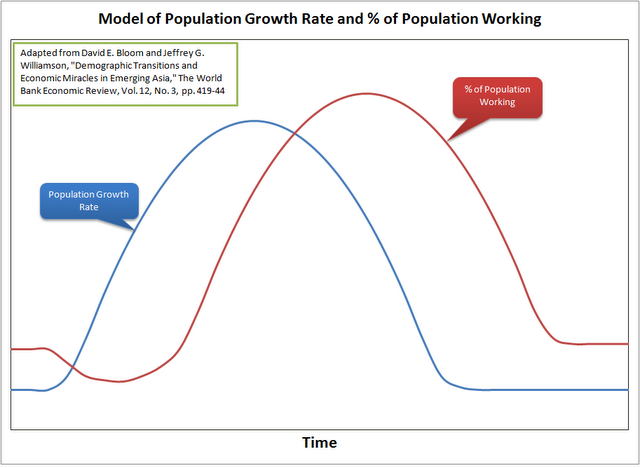 Model of Population Growth Rate and % of Population Working
Adapted from David E. Bloom and Jeffrey G.
Williamson, "Demographic Transitions and
Economic Miracles in Emerging Asia," The World
Bank Economic Review, Vol. 12, No. 3, pp. 419-44
% of Population
Working
Population Growth
Rate
Time